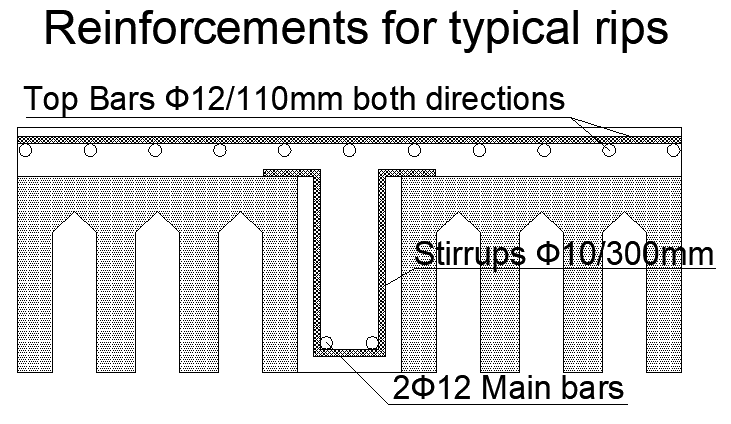 Reinforcements for typical rips
Top Bars Φ12/110mm both directions
Stirrups Φ10/300mm
2Φ12 Main bars